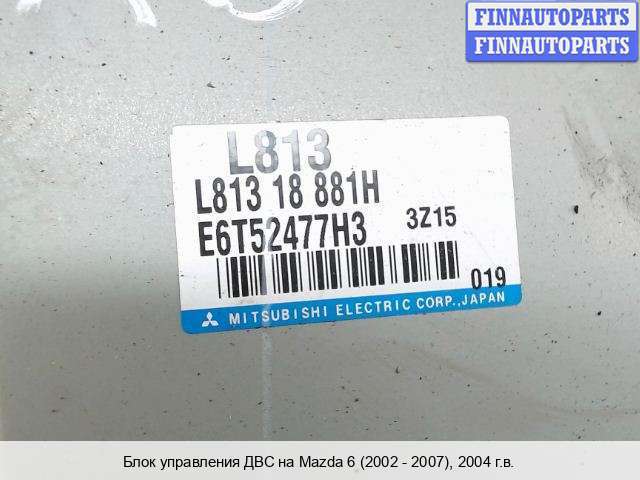 FINNAUTOPARTS
FINNAUTOPARTS
L813
L813 18 881H
E6T52477H3 3Z15
019
MITSUBISHI ELECTRIC CORP.,JAPAN
Блок управления ДВС на Mazda 6 (2002 - 2007), 2004 г.в.